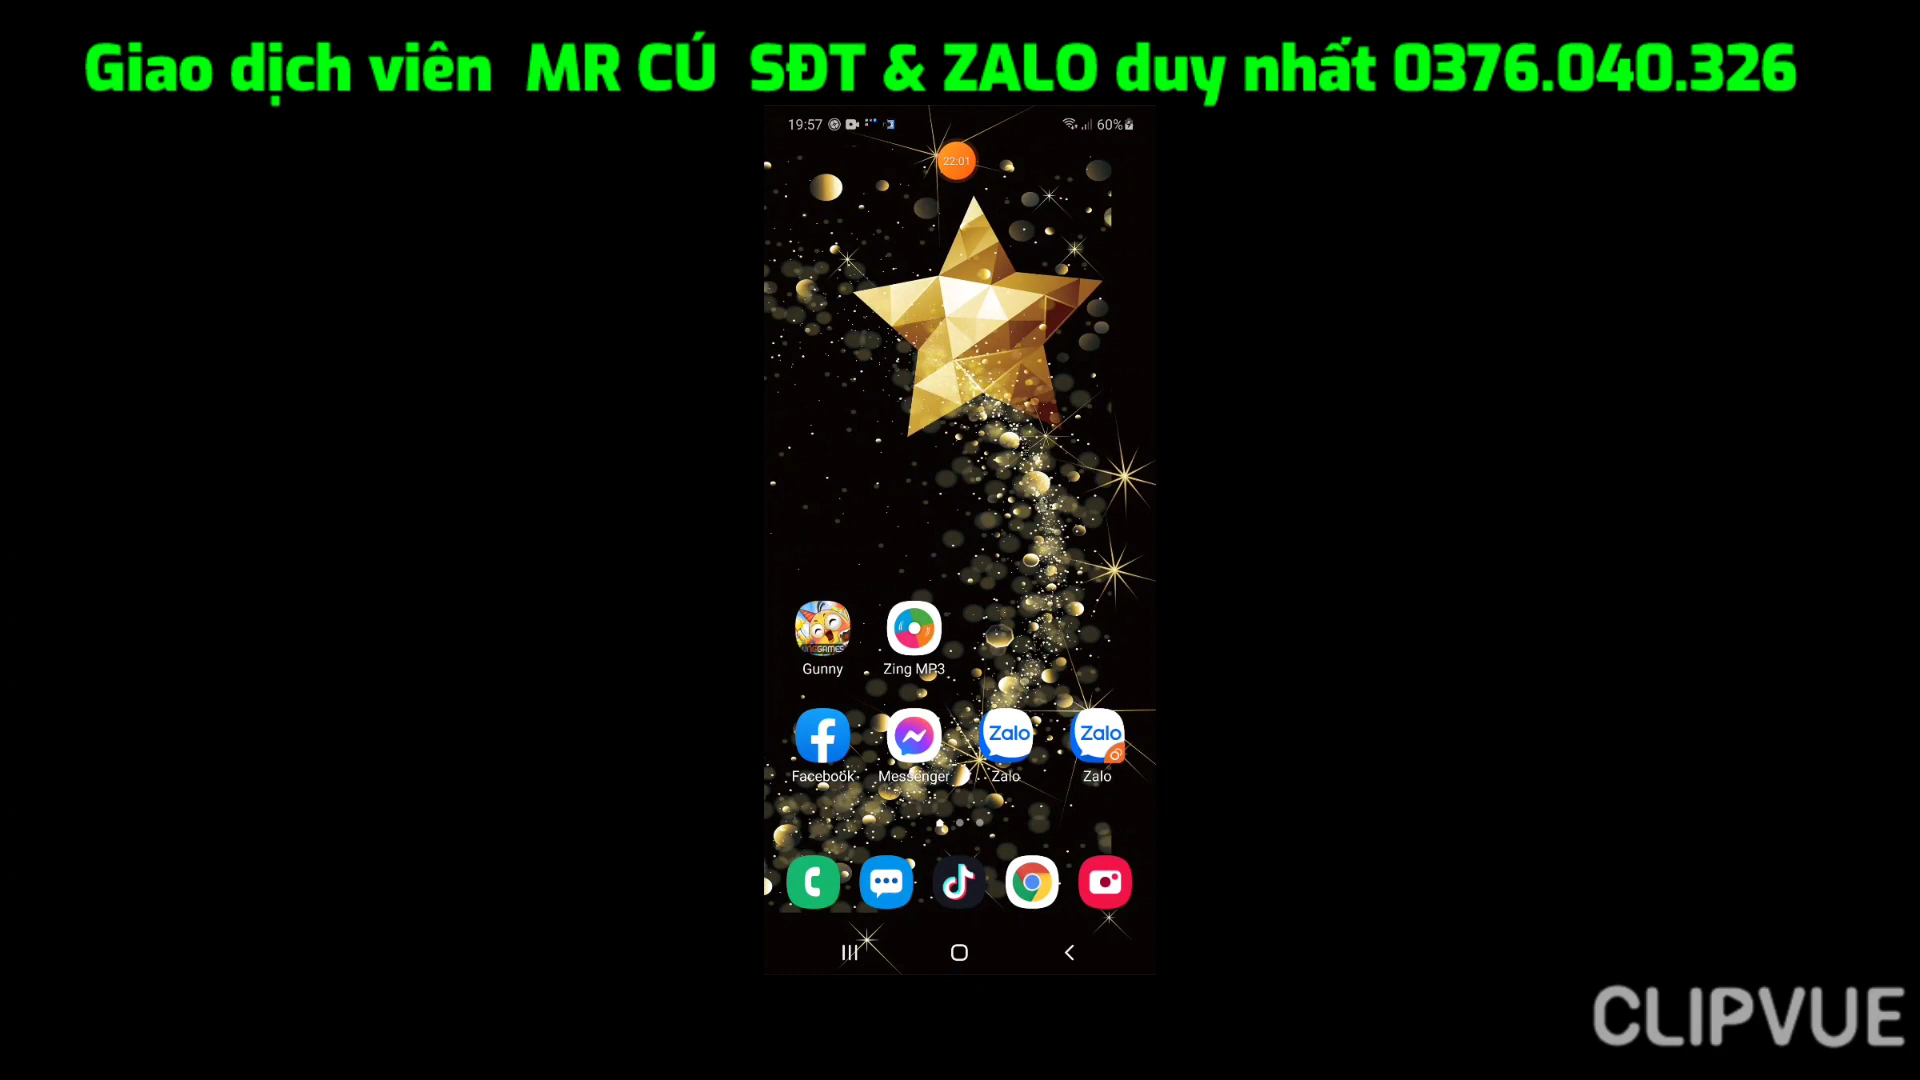 Giao dịch viên MR CÚ SĐT & ZALO duy nhất 0376.040.326
19:57
60%
22:01
Gunny
Zing MP3
Zalo
Zalo
Facebook
Messenger
Zalo
Zalo
CLIPVUE